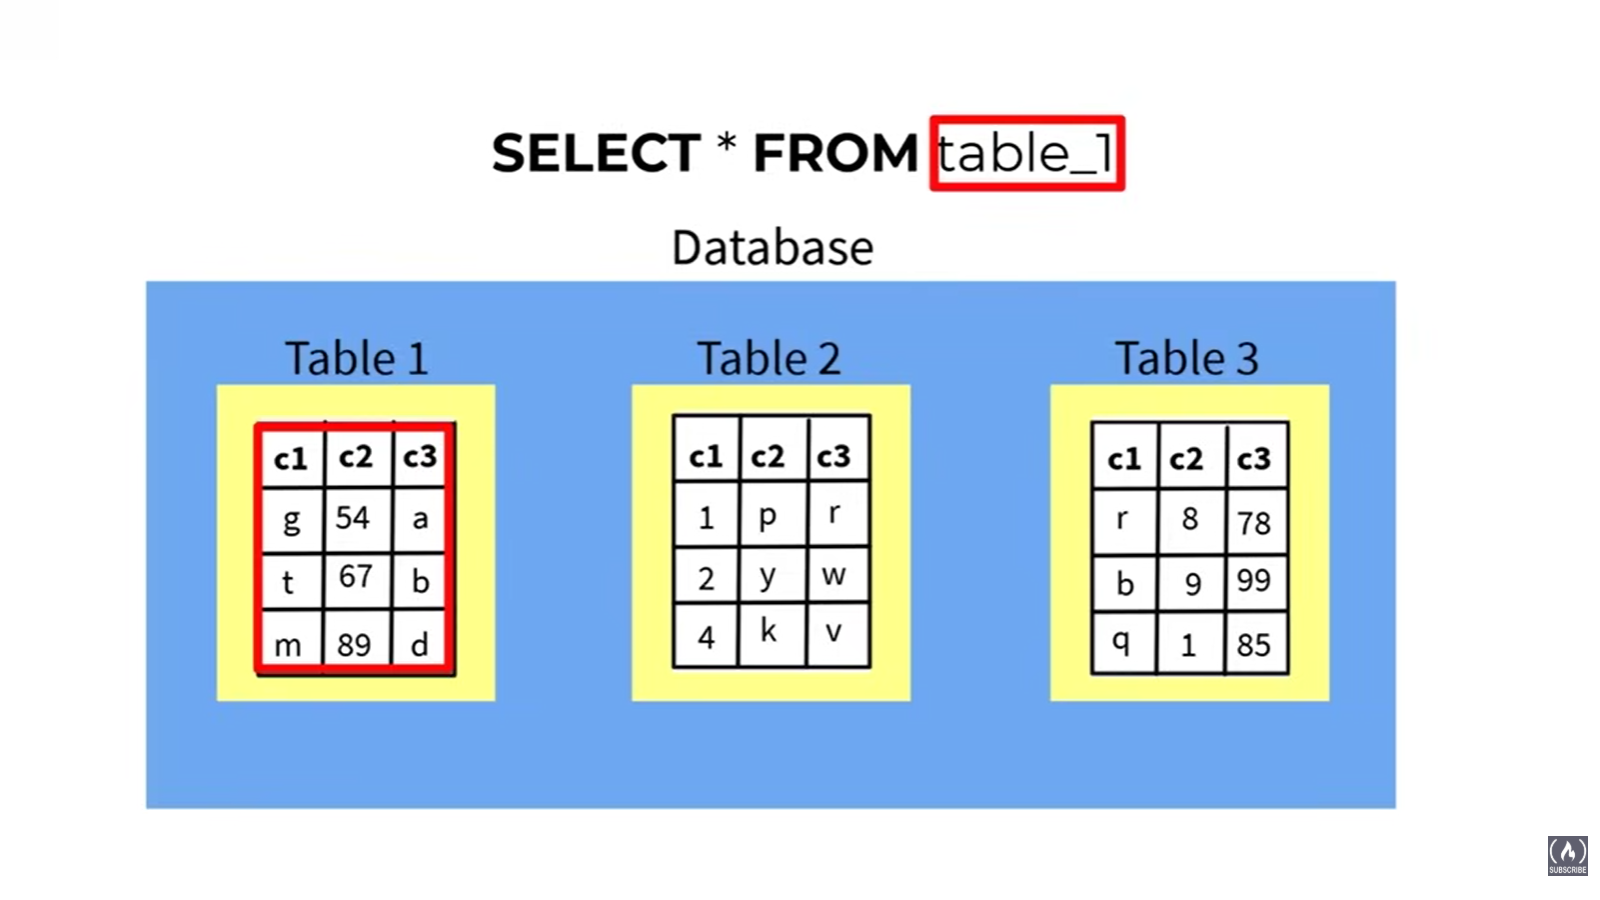 SELECT * FROM table_1
Database
Table 1
c1 c2 c3
g 54 a
t 67 b
m 89 d
Table 2
c1 c2 c3
1 p r
2 y w
4 k v
Table 3
c1 c2 c3
r 8 78
b 9 99
q 1 85
SUBSCRIBE